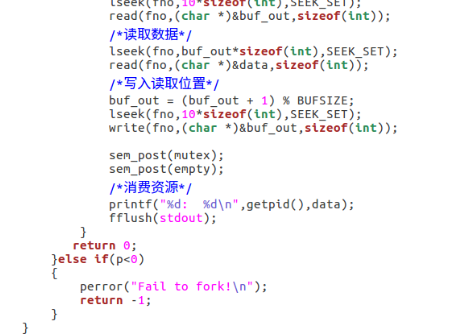 lseek(fno,10*sizeof(int),SEEK_SET);
read(fno,(char *)&buf_out,sizeof(int));
/*读取数据*/
lseek(fno,buf_out*sizeof(int),SEEK_SET);
read(fno,(char *)&data,sizeof(int));
/*写入读取位置*/
buf_out = (buf_out + 1) % BUFSIZE;
lseek(fno,10*sizeof(int),SEEK_SET);
write(fno,(char *)&buf_out,sizeof(int));
sem_post(mutex);
sem_post(empty);
/*消费资源*/
printf("%d:  %d\n",getpid(),data);
fflush(stdout);
}
return 0;
}else if(p<0)
{
perror("Fail to fork!\n");
return -1;
}
}